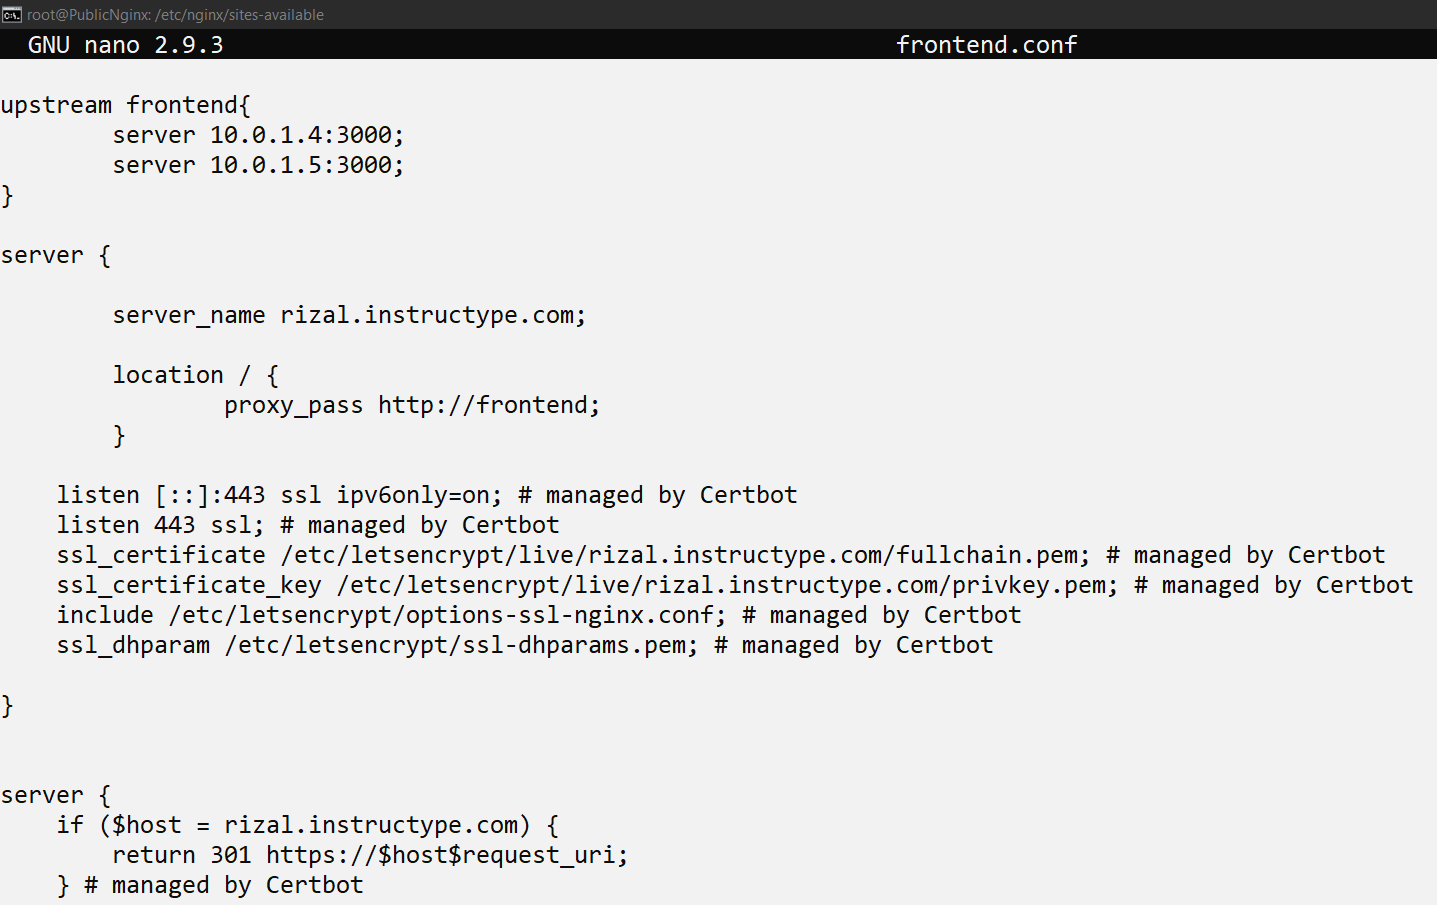 root@PublicNginx: /etc/nginx/sites-available
GNU nano 2.9.3 frontend.conf
upstream frontend{
server 10.0.1.4:3000;
server 10.0.1.5:3000;
}
server {
server_name rizal.instructype.com;
location / {
proxy_pass http://frontend;
}
listen [::]:443 ssl ipv6only=on; # managed by Certbot
listen 443 ssl; # managed by Certbot
ssl_certificate /etc/letsencrypt/live/rizal.instructype.com/fullchain.pem; # managed by Certbot
ssl_certificate_key /etc/letsencrypt/live/rizal.instructype.com/privkey.pem; # managed by Certbot
include /etc/letsencrypt/options-ssl-nginx.conf; # managed by Certbot
ssl_dhparam /etc/letsencrypt/ssl-dhparams.pem; # managed by Certbot
}
server {
if ($host = rizal.instructype.com) {
return 301 https://$host$request_uri;
} # managed by Certbot